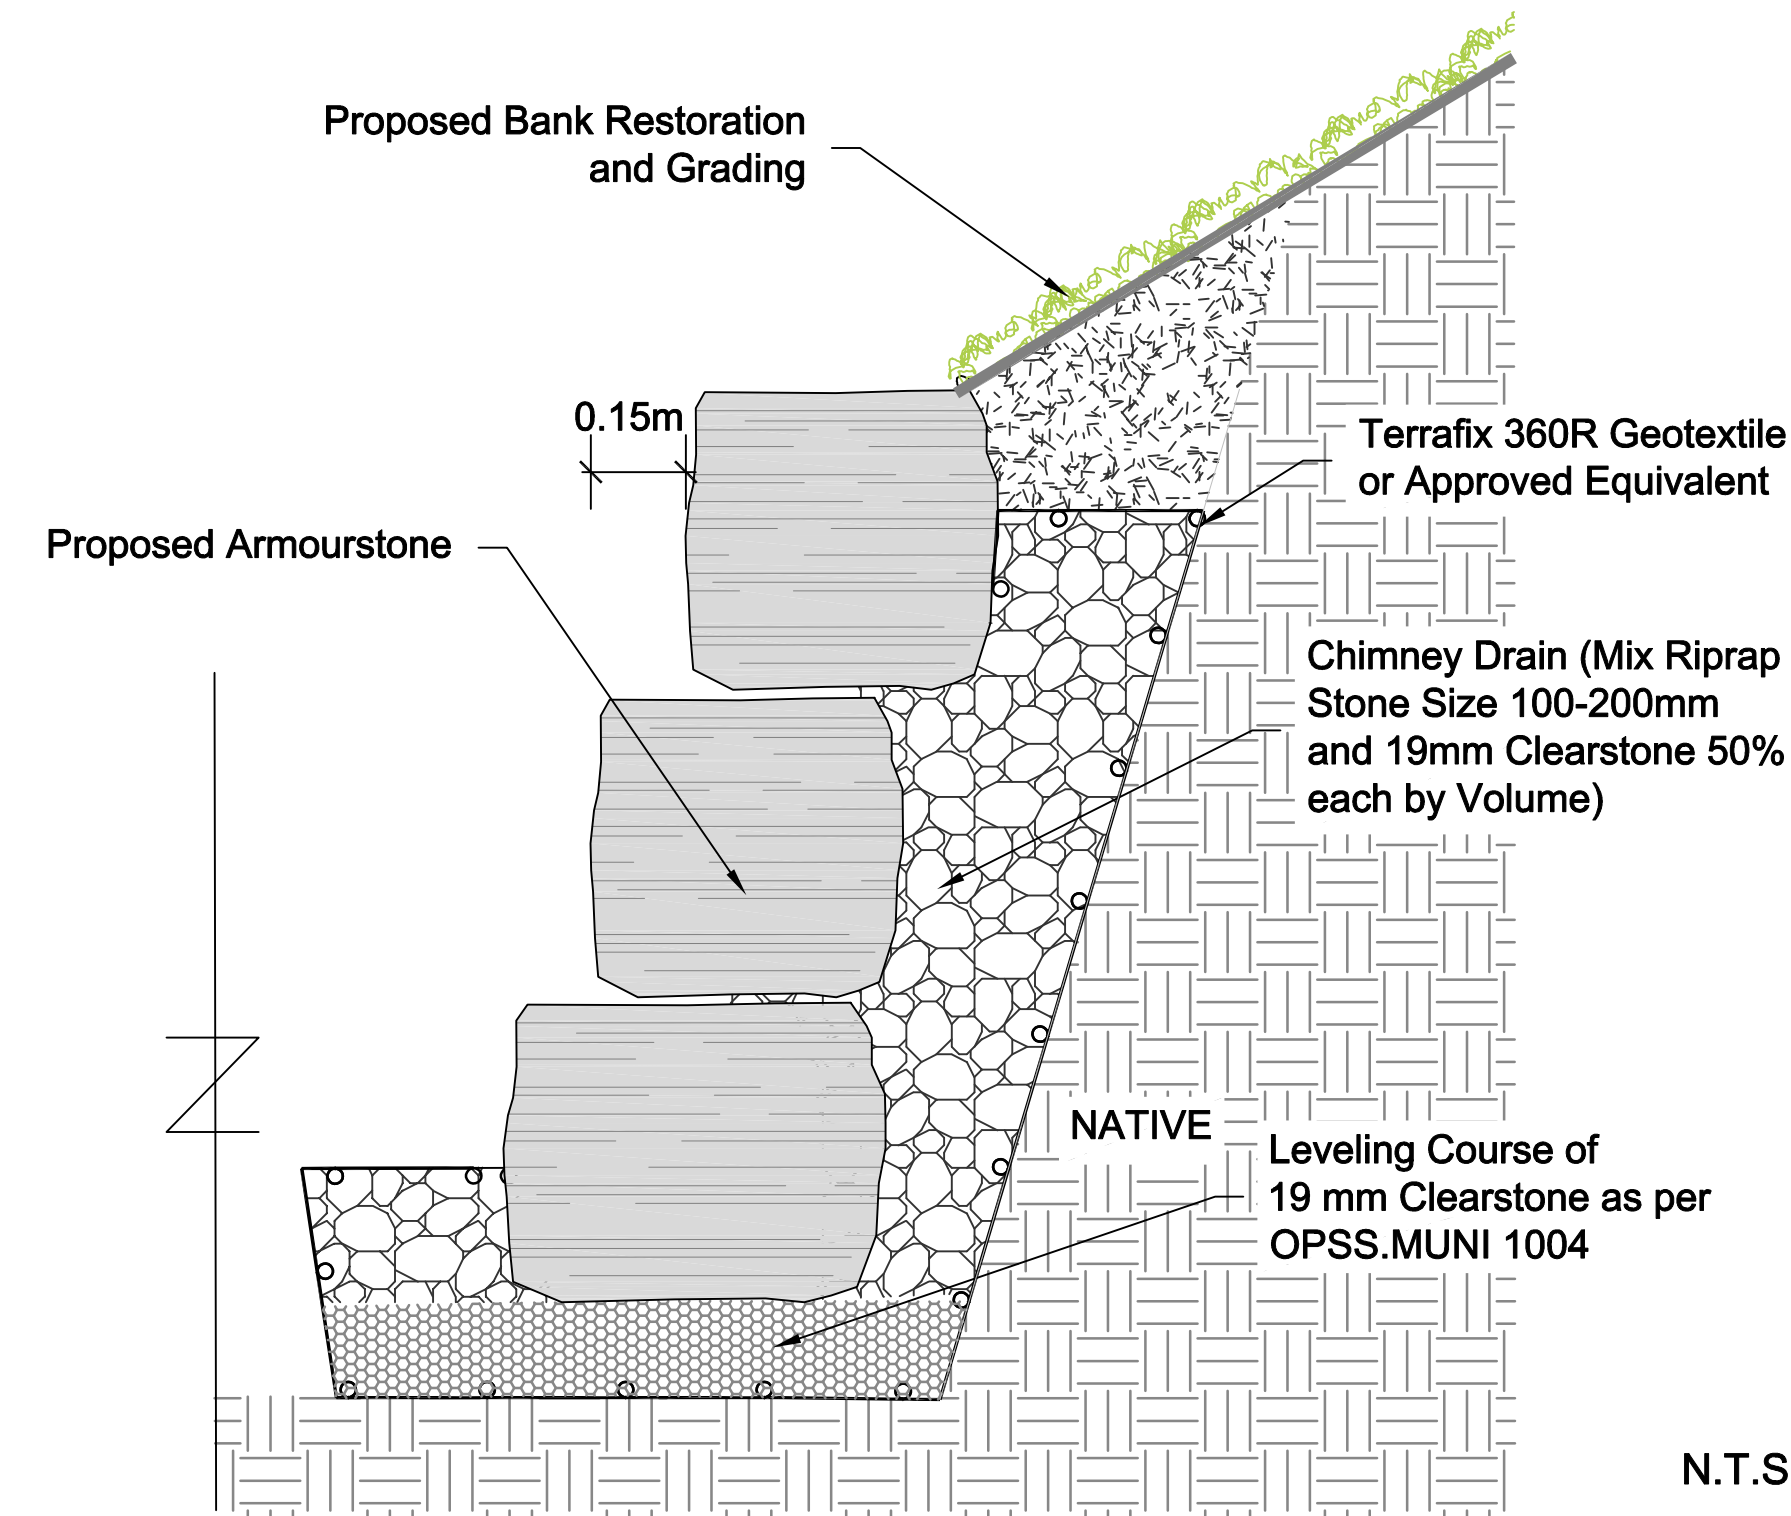 Proposed Bank Restoration
and Grading
0.15m
Terrafix 360R Geotextile
or Approved Equivalent
Proposed Armourstone
Chimney Drain (Mix Riprap
Stone Size 100-200mm
and 19mm Clearstone 50%
each by Volume)
NATIVE
Leveling Course of
19 mm Clearstone as per
OPSS.MUNI 1004
N.T.S